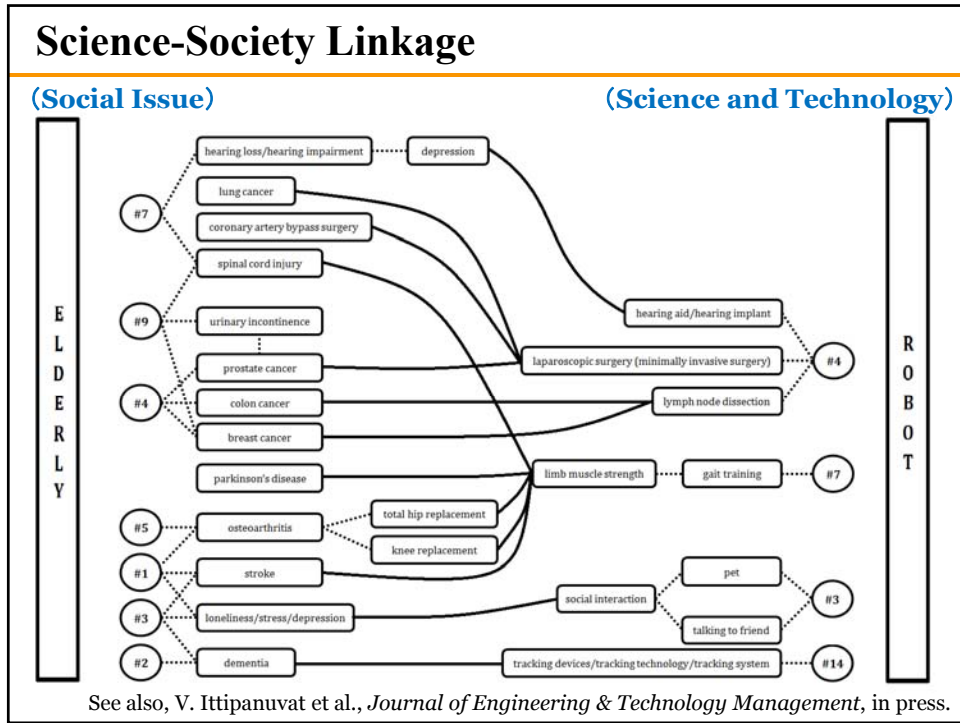 Science-Society Linkage
(Social Issue)
(Science and Technology)
ELDERLY
#7
#9
#4
#5
#1
#3
#2
hearing loss/hearing impairment
depression
lung cancer
coronary artery bypass surgery
spinal cord injury
urinary incontinence
prostate cancer
colon cancer
breast cancer
parkinson's disease
osteoarthritis
total hip replacement
knee replacement
stroke
loneliness/stress/depression
dementia
hearing aid/hearing implant
laparoscopic surgery (minimally invasive surgery)
lymph node dissection
limb muscle strength
gait training
social interaction
pet
talking to friend
tracking devices/tracking technology/tracking system
#4
#7
#3
#14
ROBOT
See also, V. Ittipanuvat et al., Journal of Engineering & Technology Management, in press.